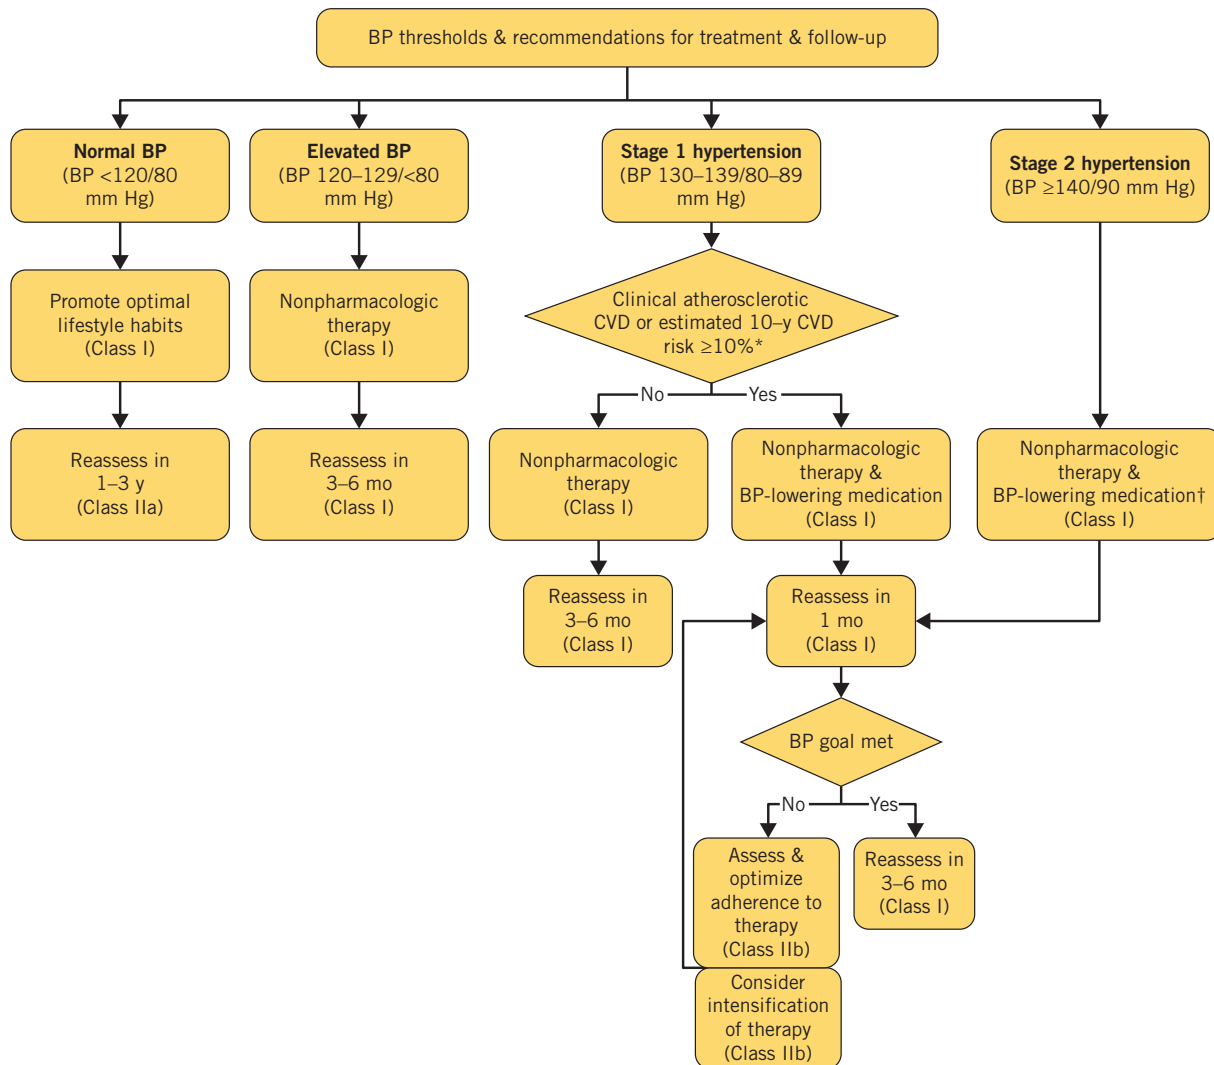 BP thresholds & recommendations for treatment & follow-up
Normal BP
(BP <120/80
mm Hg)
Elevated BP
(BP 120–129/<80
mm Hg)
Stage 1 hypertension
(BP 130–139/80–89
mm Hg)
Stage 2 hypertension
(BP ≥140/90 mm Hg)
Promote optimal
lifestyle habits
(Class I)
Nonpharmacologic
therapy
(Class I)
Clinical atherosclerotic
CVD or estimated 10–y CVD
risk ≥10%*
No
Yes
Reassess in
1–3 y
(Class IIa)
Reassess in
3–6 mo
(Class I)
Nonpharmacologic
therapy
(Class I)
Nonpharmacologic
therapy &
BP-lowering medication
(Class I)
Nonpharmacologic
therapy &
BP-lowering medication†
(Class I)
Reassess in
3–6 mo
(Class I)
Reassess in
1 mo
(Class I)
BP goal met
No
Yes
Assess &
optimize
adherence to
therapy
(Class IIb)
Reassess in
3–6 mo
(Class I)
Consider
intensification
of therapy
(Class IIb)